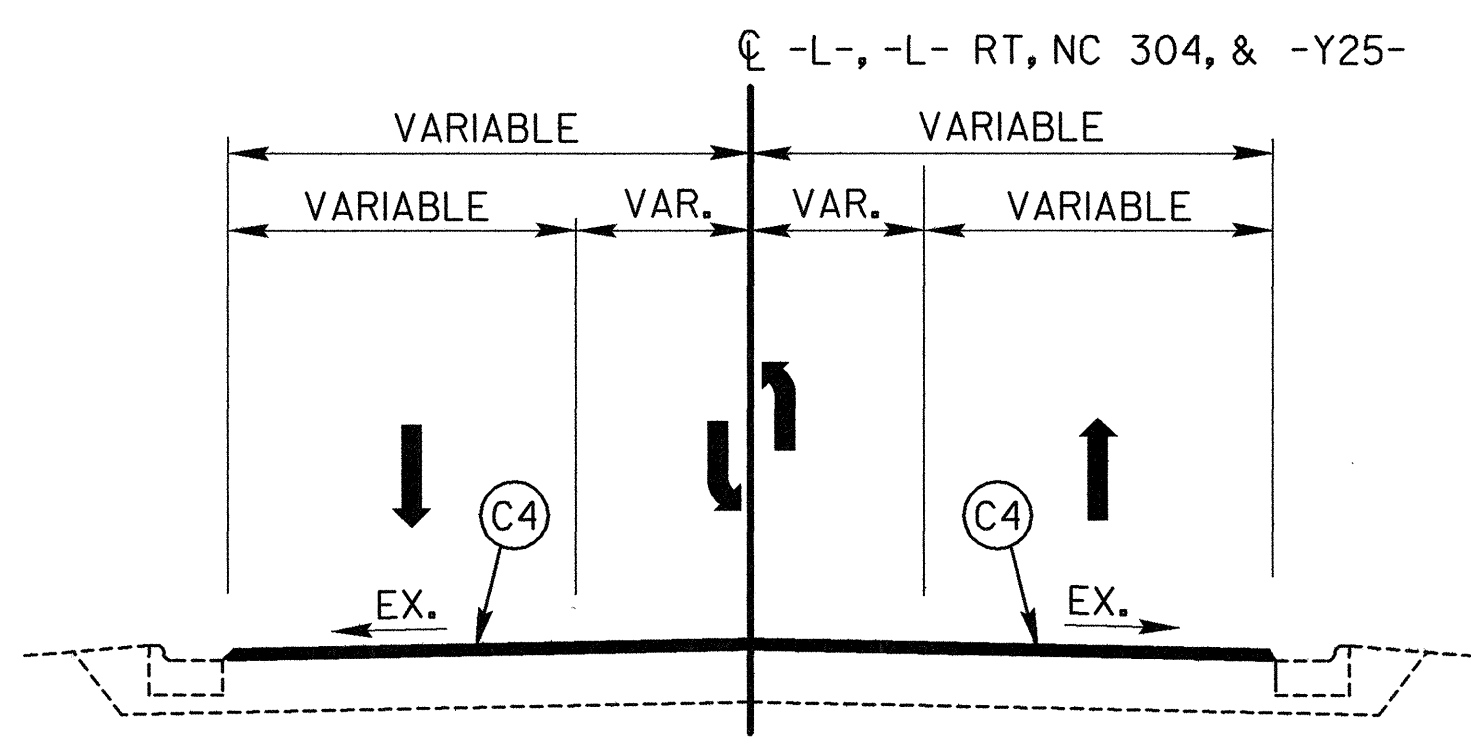 ℄ -L-, -L- RT, NC 304, & -Y25-
VARIABLE VARIABLE
VARIABLE VAR. VAR. VARIABLE
C4 C4
EX. EX.